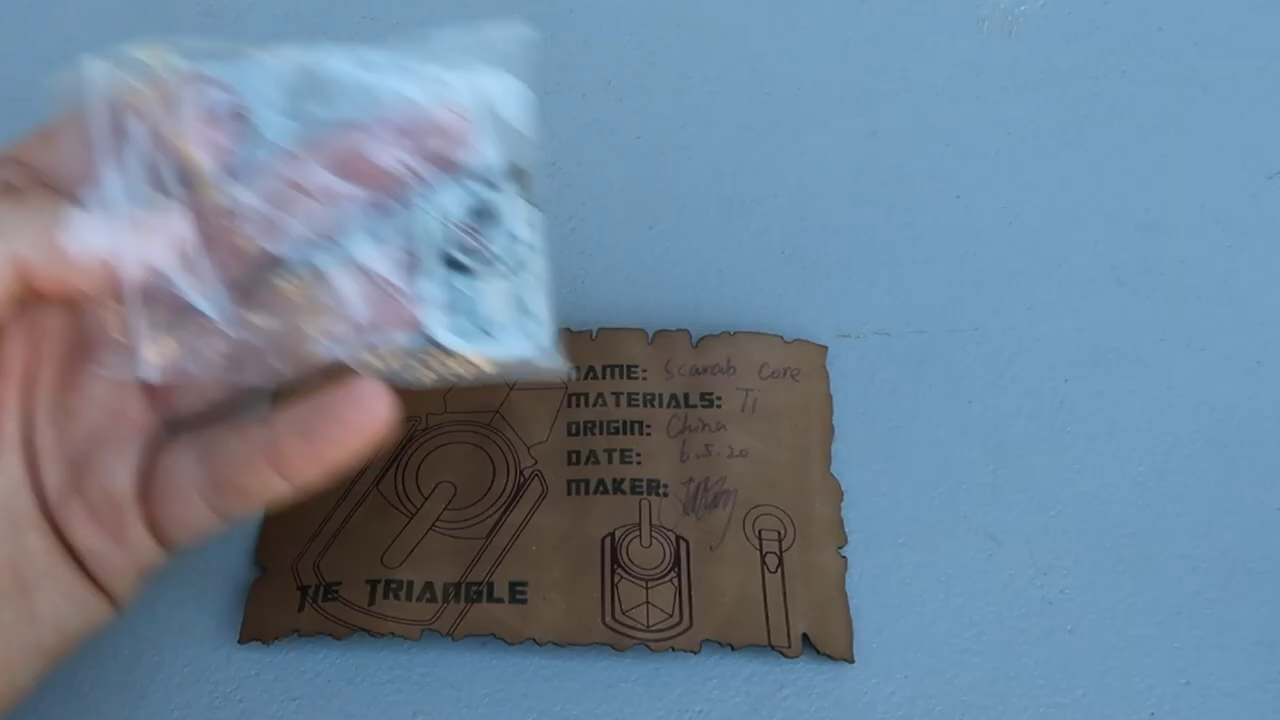 NAME: Scarab Core
MATERIALS: Ti
ORIGIN: China
DATE: 6.5.20
MAKER:
TIE TRIANGLE